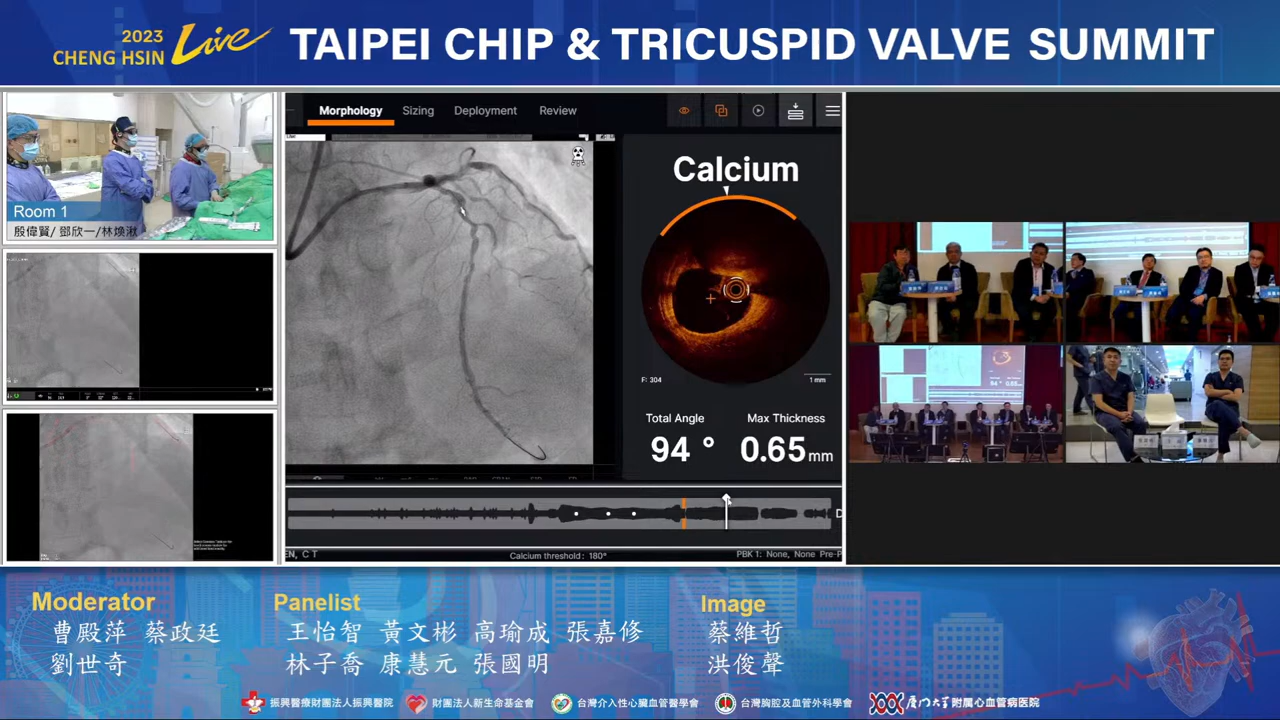 2023
CHENG HSIN
Live
TAIPEI CHIP & TRICUSPID VALVE SUMMIT
Room 1
殷偉賢/ 鄧欣一/林煥湫
Morphology Sizing Deployment Review
Calcium
F: 304
1 mm
Total Angle Max Thickness
94 ° 0.65 mm
EN, C T
Calcium threshold: 180°
PBK 1: None, None Pre-P
Moderator
曹殿萍 蔡政廷
劉世奇
Panelist
王怡智 黃文彬 高瑜成 張嘉修
林子喬 康慧元 張國明
Image
蔡維哲
洪俊聲
振興醫療財團法人振興醫院 財團法人新生命基金會 台灣介入性心臟血管醫學會 台灣胸腔及血管外科學會 厦门大学附属心血管病医院